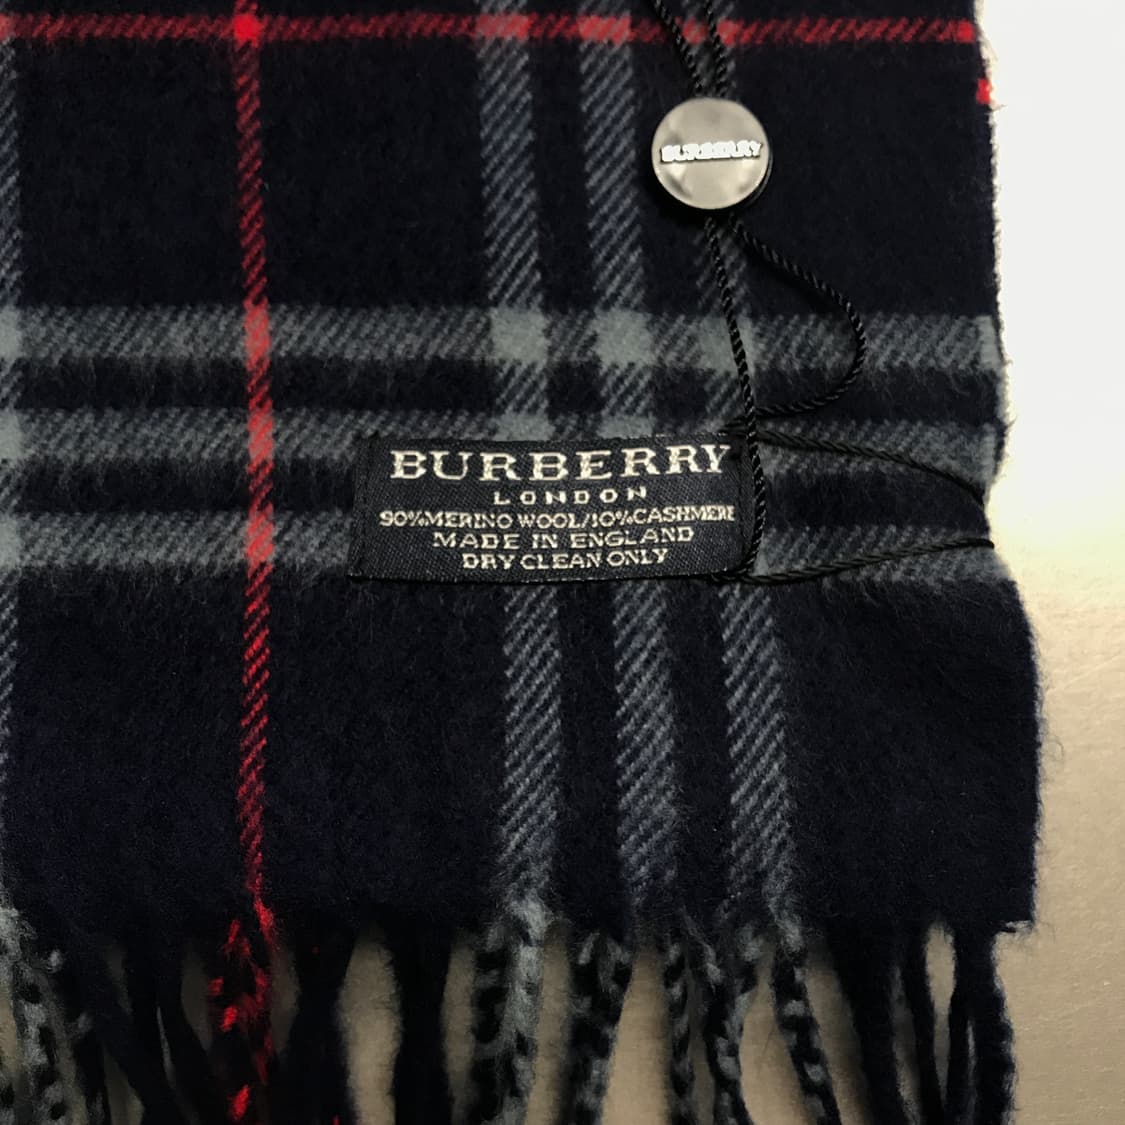 BURBERRY
BURBERRY
LONDON
90%MERINO WOOL/10%CASHMERE
MADE IN ENGLAND
DRY CLEAN ONLY